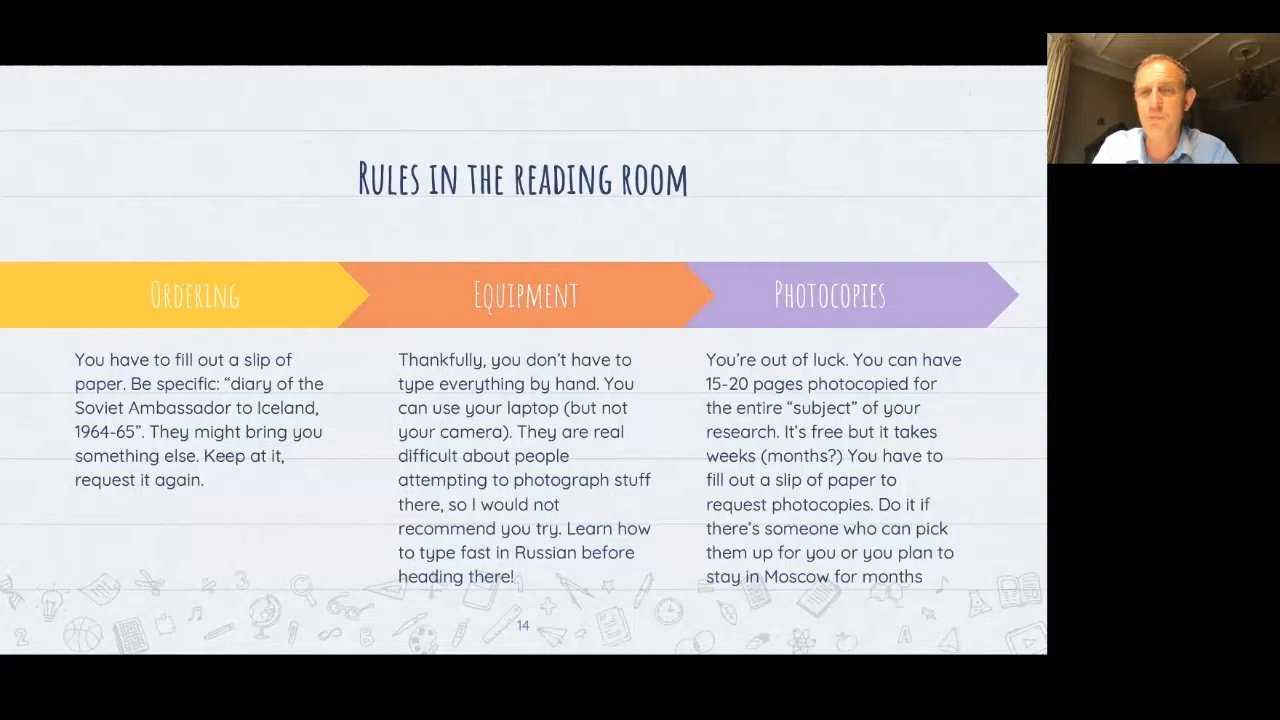 Rules in the reading room
Ordering
Equipment
Photocopies
You have to fill out a slip of
paper. Be specific: “diary of the
Soviet Ambassador to Iceland,
1964-65”. They might bring you
something else. Keep at it,
request it again.
Thankfully, you don’t have to
type everything by hand. You
can use your laptop (but not
your camera). They are real
difficult about people
attempting to photograph stuff
there, so I would not
recommend you try. Learn how
to type fast in Russian before
heading there!
You’re out of luck. You can have
15-20 pages photocopied for
the entire “subject” of your
research. It’s free but it takes
weeks (months?) You have to
fill out a slip of paper to
request photocopies. Do it if
there’s someone who can pick
them up for you or you plan to
stay in Moscow for months
14